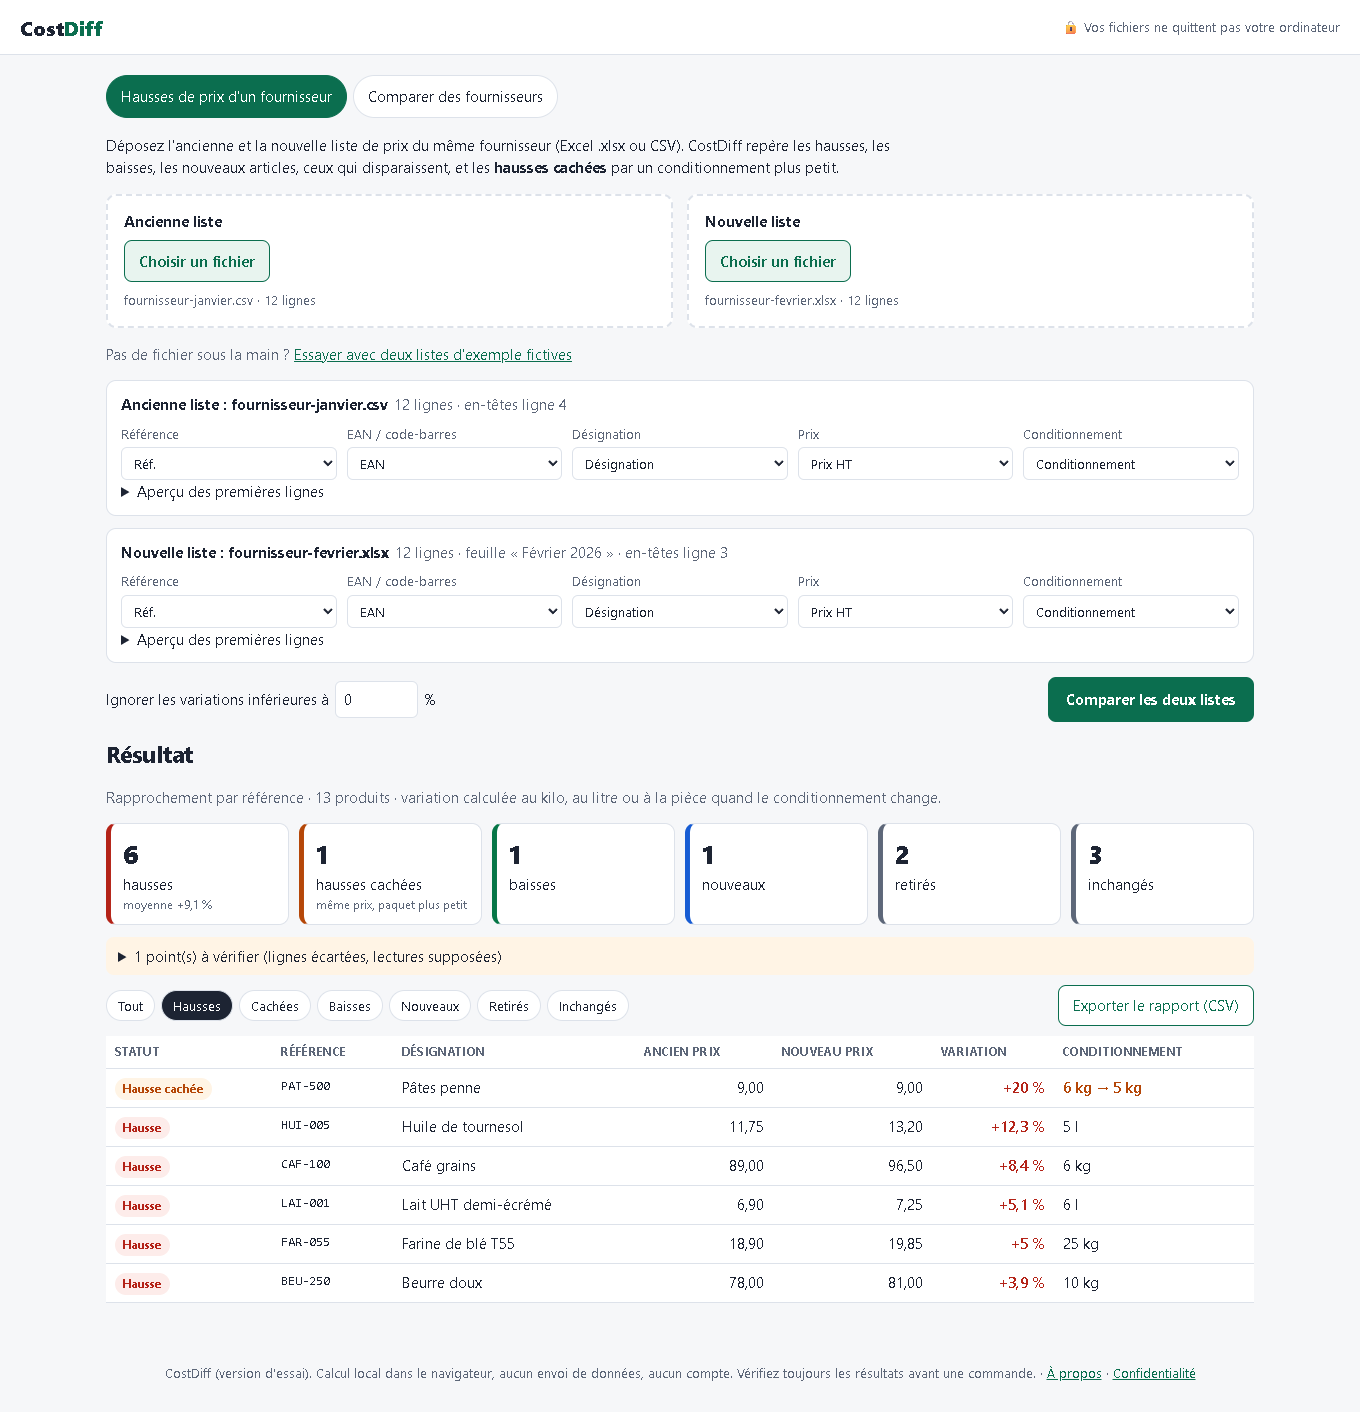 CostDiff
🔒 Vos fichiers ne quittent pas votre ordinateur
Hausses de prix d'un fournisseur
Comparer des fournisseurs
Déposez l'ancienne et la nouvelle liste de prix du même fournisseur (Excel .xlsx ou CSV). CostDiff repère les hausses, les
baisses, les nouveaux articles, ceux qui disparaissent, et les hausses cachées par un conditionnement plus petit.
Ancienne liste
Choisir un fichier
fournisseur-janvier.csv · 12 lignes
Nouvelle liste
Choisir un fichier
fournisseur-fevrier.xlsx · 12 lignes
Pas de fichier sous la main ? Essayer avec deux listes d'exemple fictives
Ancienne liste : fournisseur-janvier.csv 12 lignes · en-têtes ligne 4
Référence EAN / code-barres Désignation Prix Conditionnement
Réf. EAN Désignation Prix HT Conditionnement
▶ Aperçu des premières lignes
Nouvelle liste : fournisseur-fevrier.xlsx 12 lignes · feuille « Février 2026 » · en-têtes ligne 3
Référence EAN / code-barres Désignation Prix Conditionnement
Réf. EAN Désignation Prix HT Conditionnement
▶ Aperçu des premières lignes
Ignorer les variations inférieures à 0 %
Comparer les deux listes
Résultat
Rapprochement par référence · 13 produits · variation calculée au kilo, au litre ou à la pièce quand le conditionnement change.
6
hausses
moyenne +9,1 %
1
hausses cachées
même prix, paquet plus petit
1
baisses
1
nouveaux
2
retirés
3
inchangés
▶ 1 point(s) à vérifier (lignes écartées, lectures supposées)
Tout Hausses Cachées Baisses Nouveaux Retirés Inchangés
Exporter le rapport (CSV)
STATUT RÉFÉRENCE DÉSIGNATION ANCIEN PRIX NOUVEAU PRIX VARIATION CONDITIONNEMENT
Hausse cachée PAT-500 Pâtes penne 9,00 9,00 +20 % 6 kg → 5 kg
Hausse HUI-005 Huile de tournesol 11,75 13,20 +12,3 % 5 l
Hausse CAF-100 Café grains 89,00 96,50 +8,4 % 6 kg
Hausse LAI-001 Lait UHT demi-écrémé 6,90 7,25 +5,1 % 6 l
Hausse FAR-055 Farine de blé T55 18,90 19,85 +5 % 25 kg
Hausse BEU-250 Beurre doux 78,00 81,00 +3,9 % 10 kg
CostDiff (version d'essai). Calcul local dans le navigateur, aucun envoi de données, aucun compte. Vérifiez toujours les résultats avant une commande. · À propos · Confidentialité